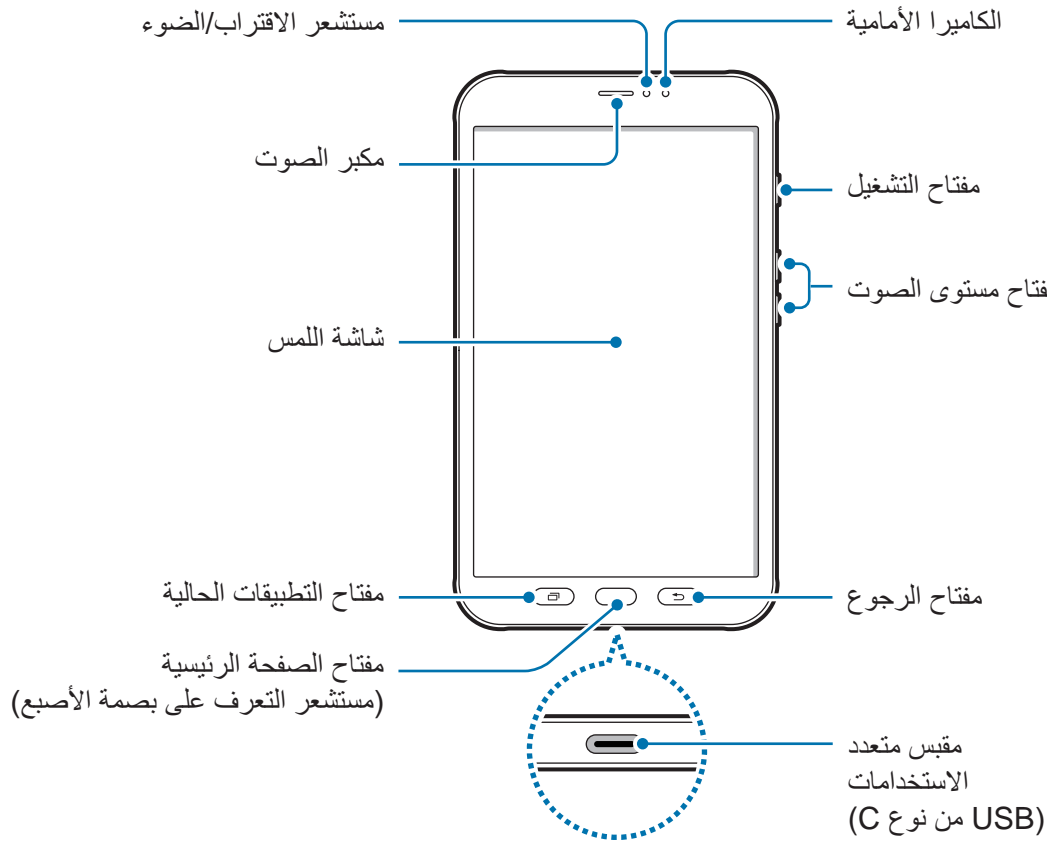 الكاميرا الأمامية
مستشعر الاقتراب/الضوء
مكبر الصوت
مفتاح التشغيل
فتاح مستوى الصوت
شاشة اللمس
مفتاح الرجوع
مفتاح التطبيقات الحالية
مفتاح الصفحة الرئيسية
(مستشعر التعرف على بصمة الأصبع)
مقبس متعدد
الاستخدامات
(USB من نوع C)